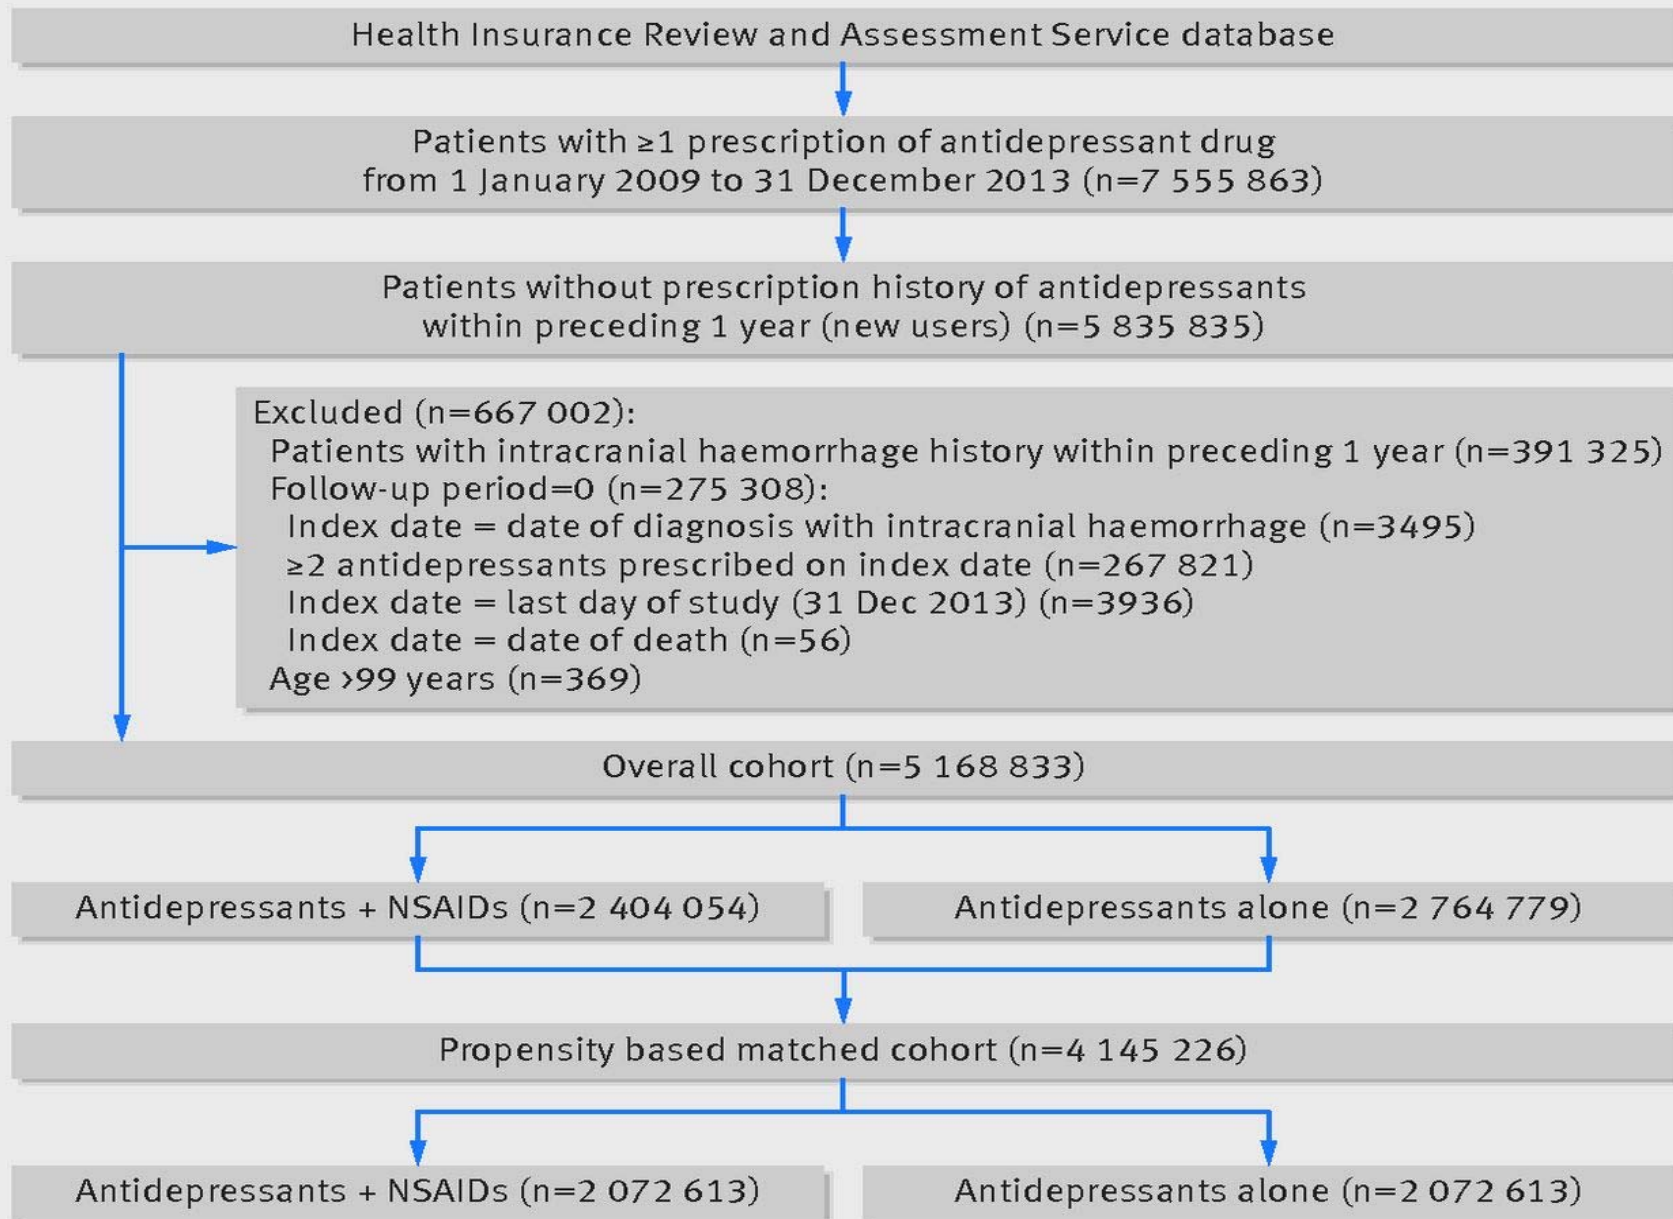 Health Insurance Review and Assessment Service database
Patients with ≥1 prescription of antidepressant drug
from 1 January 2009 to 31 December 2013 (n=7 555 863)
Patients without prescription history of antidepressants
within preceding 1 year (new users) (n=5 835 835)
Excluded (n=667 002):
Patients with intracranial haemorrhage history within preceding 1 year (n=391 325)
Follow-up period=0 (n=275 308):
Index date = date of diagnosis with intracranial haemorrhage (n=3495)
≥2 antidepressants prescribed on index date (n=267 821)
Index date = last day of study (31 Dec 2013) (n=3936)
Index date = date of death (n=56)
Age >99 years (n=369)
Overall cohort (n=5 168 833)
Antidepressants + NSAIDs (n=2 404 054)
Antidepressants alone (n=2 764 779)
Propensity based matched cohort (n=4 145 226)
Antidepressants + NSAIDs (n=2 072 613)
Antidepressants alone (n=2 072 613)